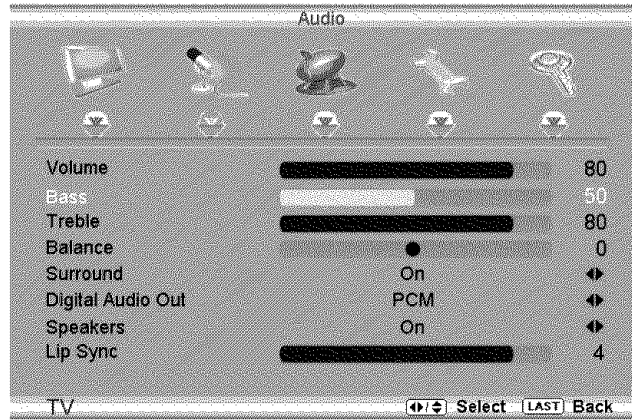 Audio
Volume 80
Bass 50
Treble 80
Balance 0
Surround On
Digital Audio Out PCM
Speakers On
Lip Sync 4
TV Select LAST Back